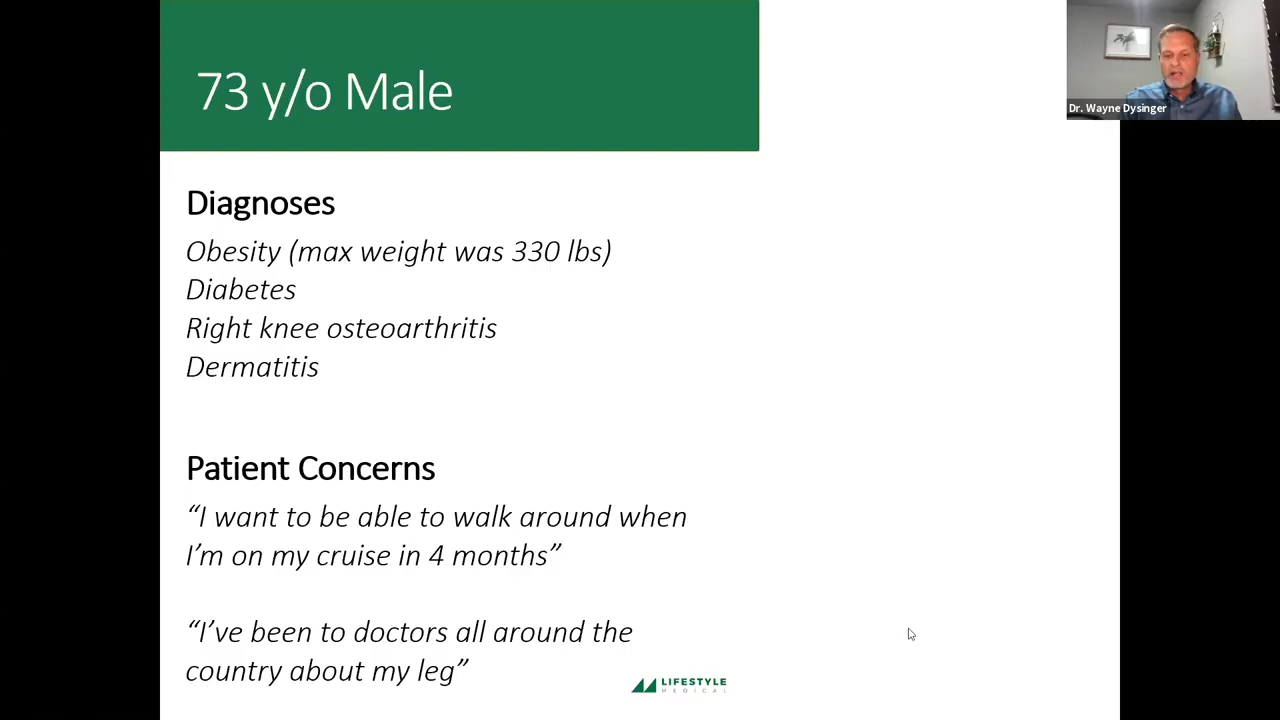 73 y/o Male
Dr. Wayne Dysinger
Diagnoses
Obesity (max weight was 330 lbs)
Diabetes
Right knee osteoarthritis
Dermatitis
Patient Concerns
“I want to be able to walk around when
I’m on my cruise in 4 months”
“I’ve been to doctors all around the
country about my leg”
LIFESTYLE
MEDICAL